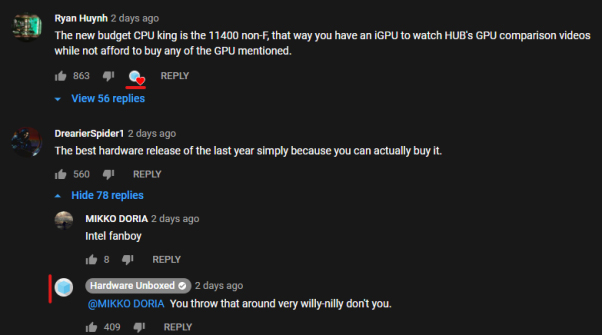 Ryan Huynh 2 days ago
The new budget CPU king is the 11400 non-F, that way you have an iGPU to watch HUB's GPU comparison videos
while not afford to buy any of the GPU mentioned.
863 REPLY
View 56 replies
DrearierSpider1 2 days ago
The best hardware release of the last year simply because you can actually buy it.
560 REPLY
Hide 78 replies
MIKKO DORIA 2 days ago
Intel fanboy
8 REPLY
Hardware Unboxed 2 days ago
@MIKKO DORIA You throw that around very willy-nilly don't you.
409 REPLY